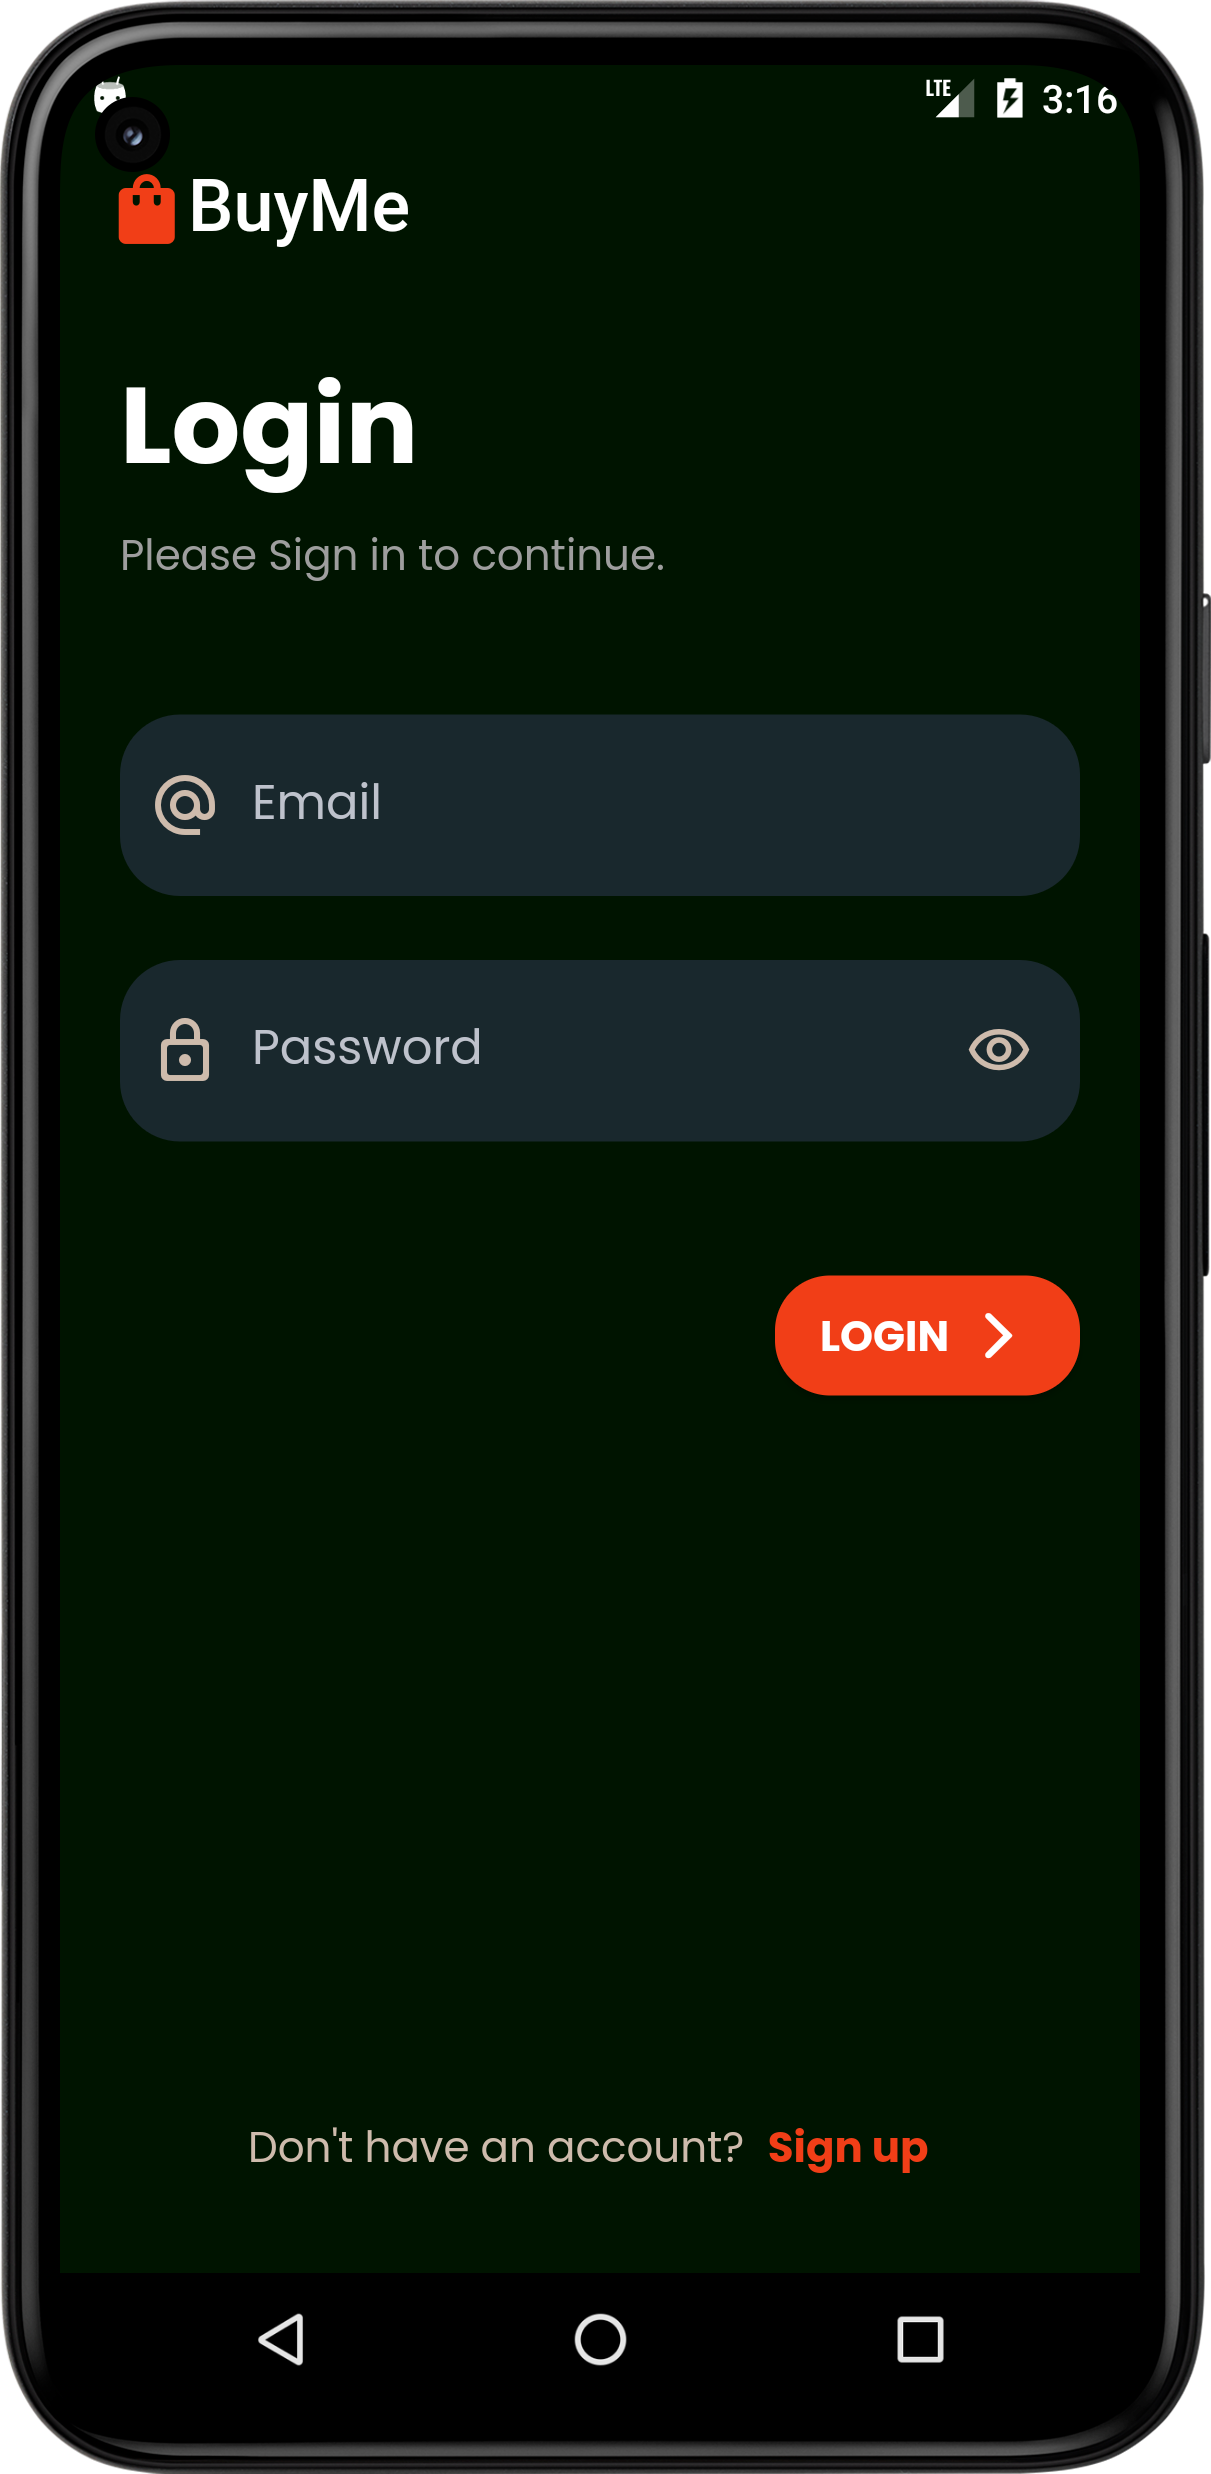 LTE 3:16
BuyMe
Login
Please Sign in to continue.
Email
Password
LOGIN
Don't have an account? Sign up